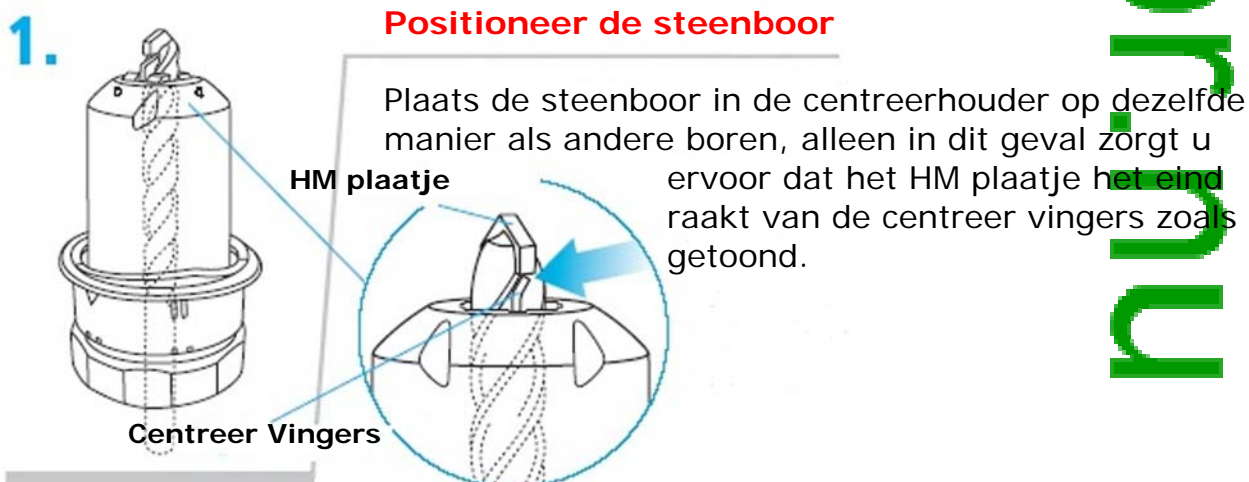 1.
Positioneer de steenboor
Plaats de steenboor in de centreerhouder op dezelfde
manier als andere boren, alleen in dit geval zorgt u
ervoor dat het HM plaatje het eind
raakt van de centreer vingers zoals
getoond.
HM plaatje
Centreer Vingers
r.nu